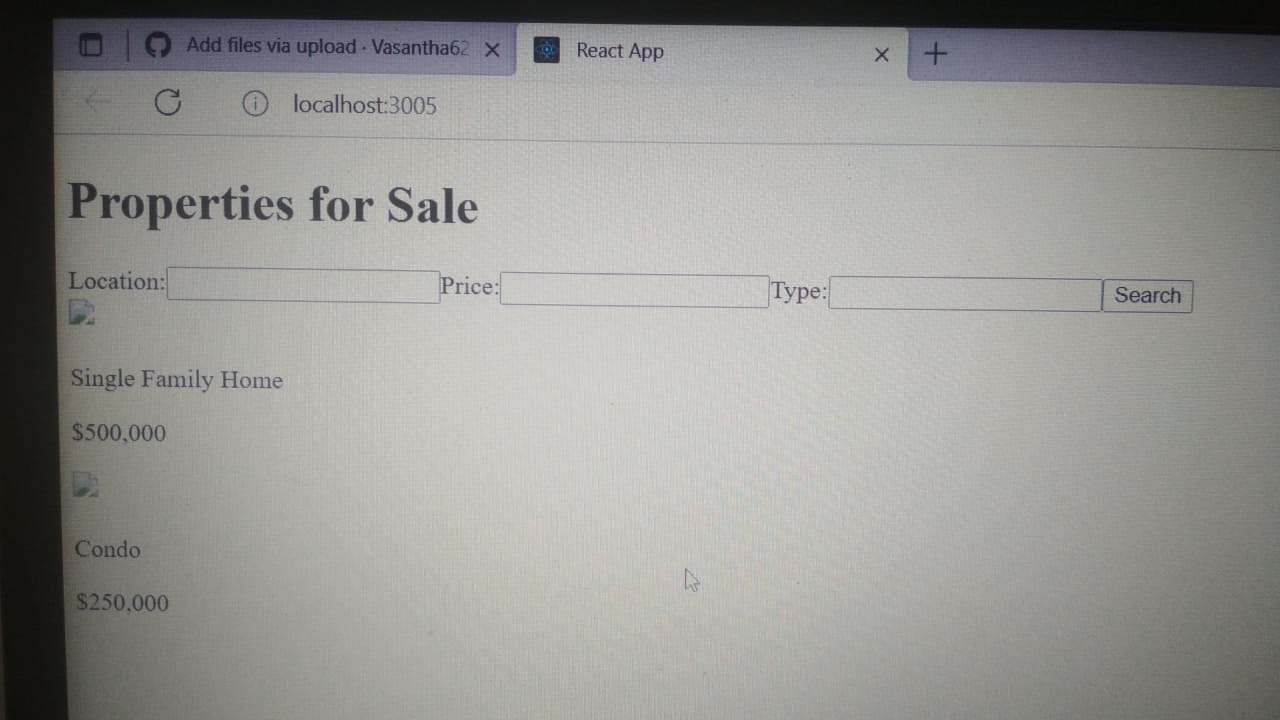 Add files via upload · Vasantha62
React App
localhost:3005
Properties for Sale
Location: Price: Type: Search
Single Family Home
$500,000
Condo
$250,000